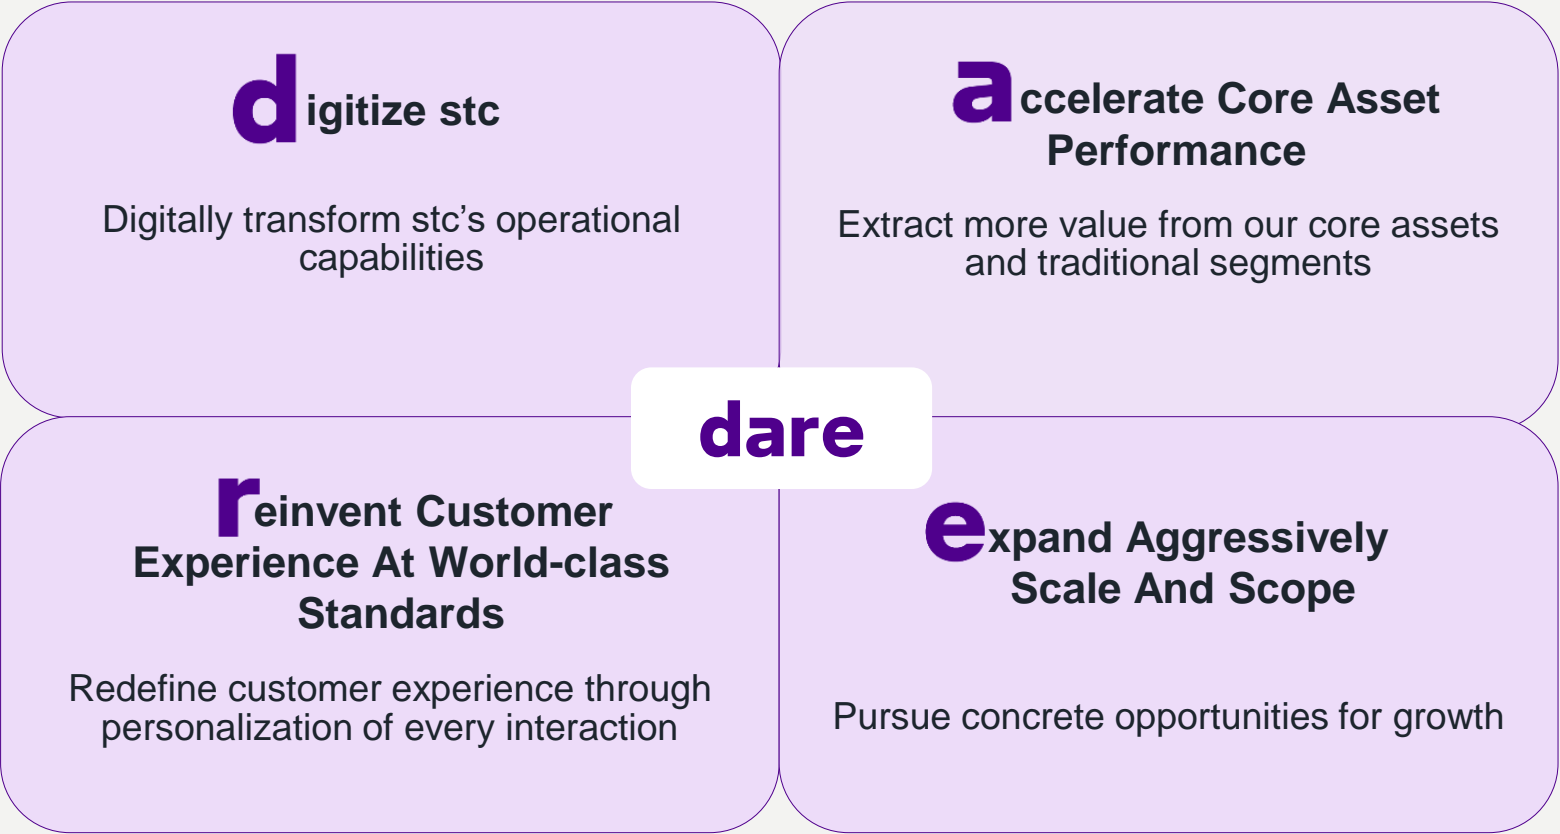 digitize stc
Digitally transform stc’s operational
capabilities
accelerate Core Asset
Performance
Extract more value from our core assets
and traditional segments
dare
reinvent Customer
Experience At World-class
Standards
Redefine customer experience through
personalization of every interaction
expand Aggressively
Scale And Scope
Pursue concrete opportunities for growth